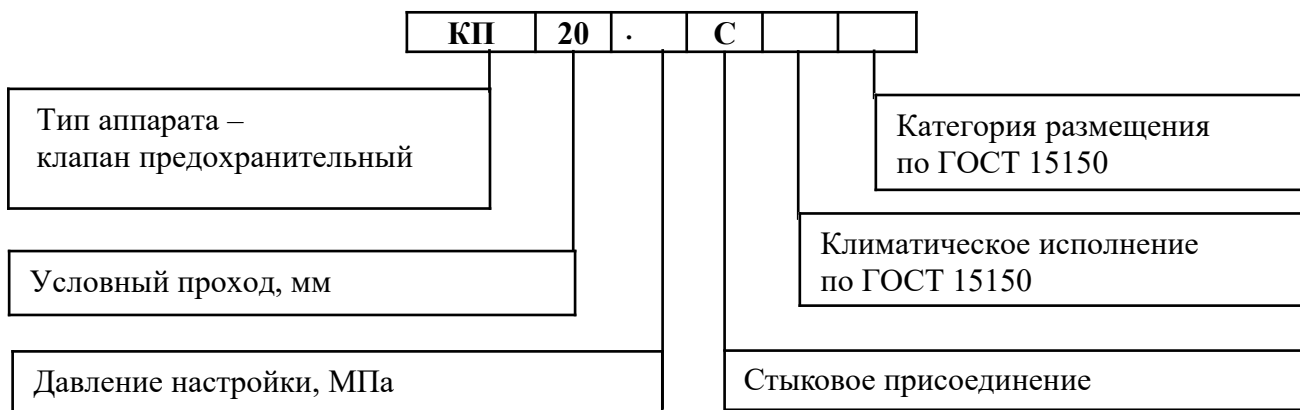 КП 20 . С
Тип аппарата –
клапан предохранительный
Категория размещения
по ГОСТ 15150
Климатическое исполнение
по ГОСТ 15150
Условный проход, мм
Давление настройки, МПа
Стыковое присоединение